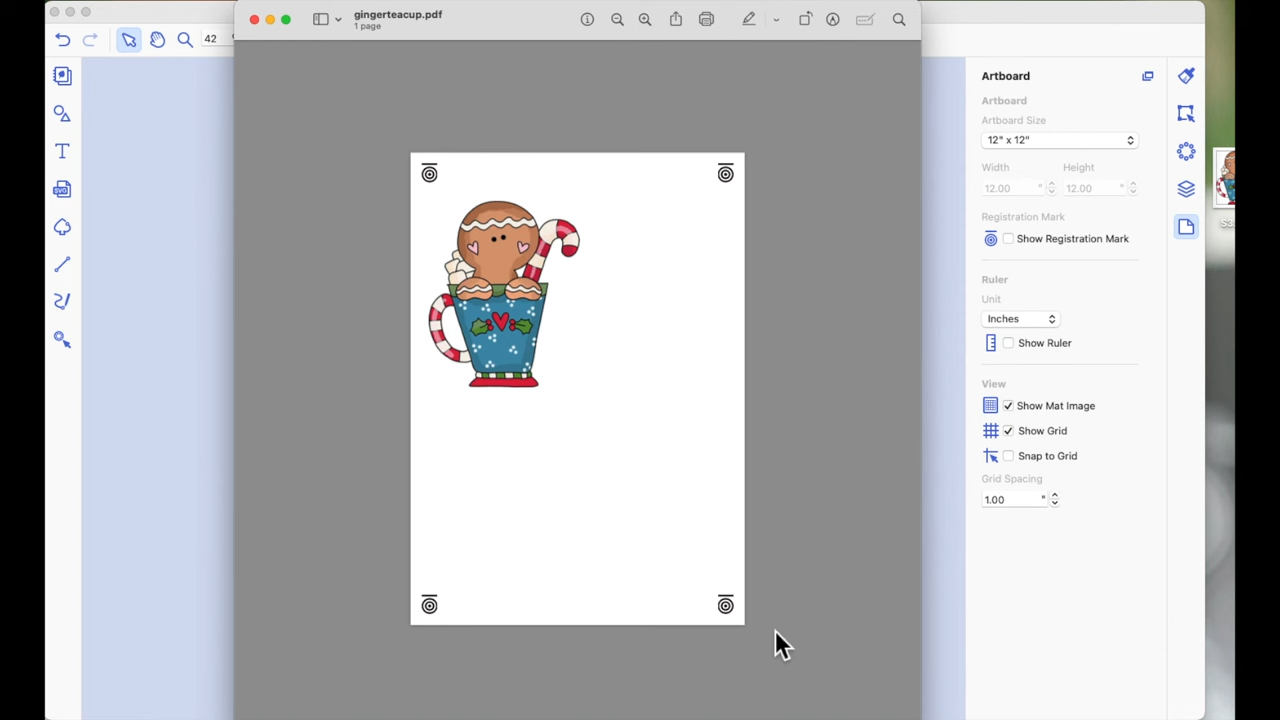 gingerteacup.pdf
1 page
42
SVG
Artboard
Artboard
Artboard Size
12" x 12"
Width Height
12.00 " 12.00 "
Registration Mark
Show Registration Mark
Ruler
Unit
Inches
Show Ruler
View
Show Mat Image
Show Grid
Snap to Grid
Grid Spacing
1.00 "